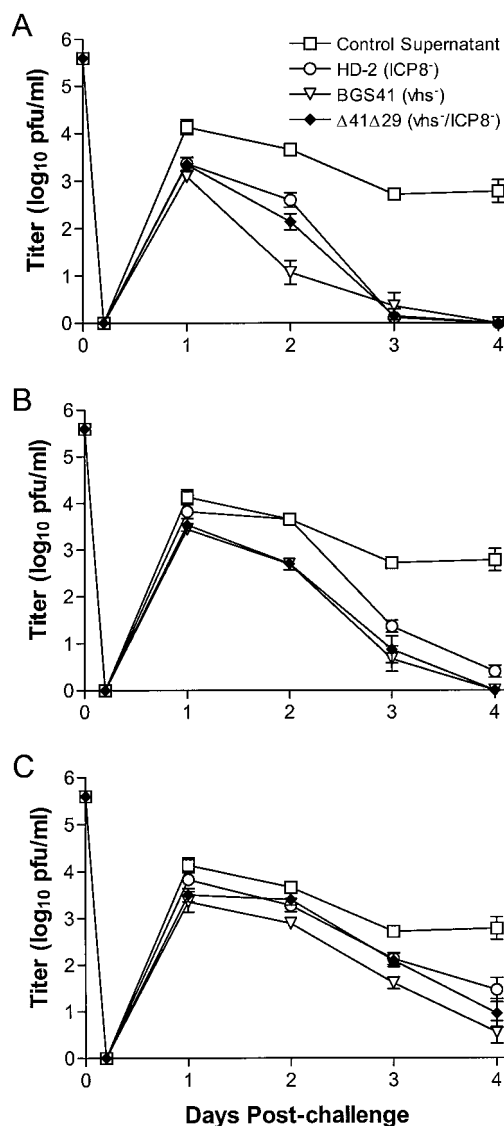 A
Control Supernatant
HD-2 (ICP8⁻)
BGS41 (vhs⁻)
Δ41Δ29 (vhs⁻/ICP8⁻)
Titer (log₁₀ pfu/ml)
6
5
4
3
2
1
0
0 1 2 3 4
B
Titer (log₁₀ pfu/ml)
6
5
4
3
2
1
0
0 1 2 3 4
C
Titer (log₁₀ pfu/ml)
6
5
4
3
2
1
0
0 1 2 3 4
Days Post-challenge